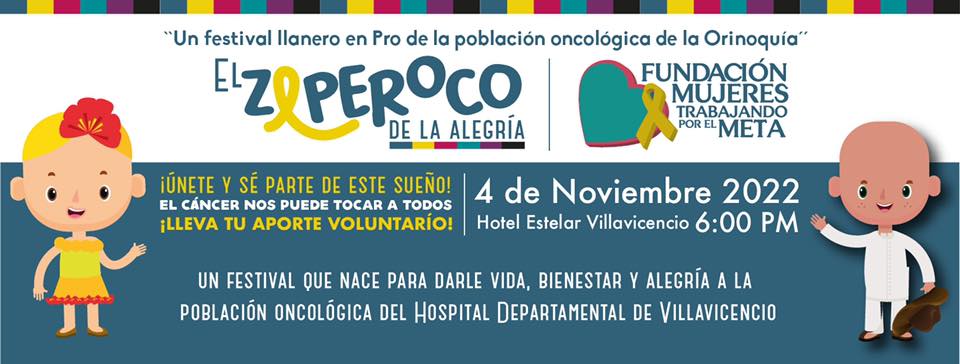 ``Un festival llanero en Pro de la población oncológica de la Orinoquía´´
EL ZEPEROCO
DE LA ALEGRÍA
FUNDACIÓN
MUJERES
TRABAJANDO
POR EL META
¡ÚNETE Y SÉ PARTE DE ESTE SUEÑO!
EL CÁNCER NOS PUEDE TOCAR A TODOS
¡LLEVA TU APORTE VOLUNTARÍO!
4 de Noviembre 2022
Hotel Estelar Villavicencio 6:00 PM
UN FESTIVAL QUE NACE PARA DARLE VIDA, BIENESTAR Y ALEGRÍA A LA
POBLACIÓN ONCOLÓGICA DEL HOSPITAL DEPARTAMENTAL DE VILLAVICENCIO